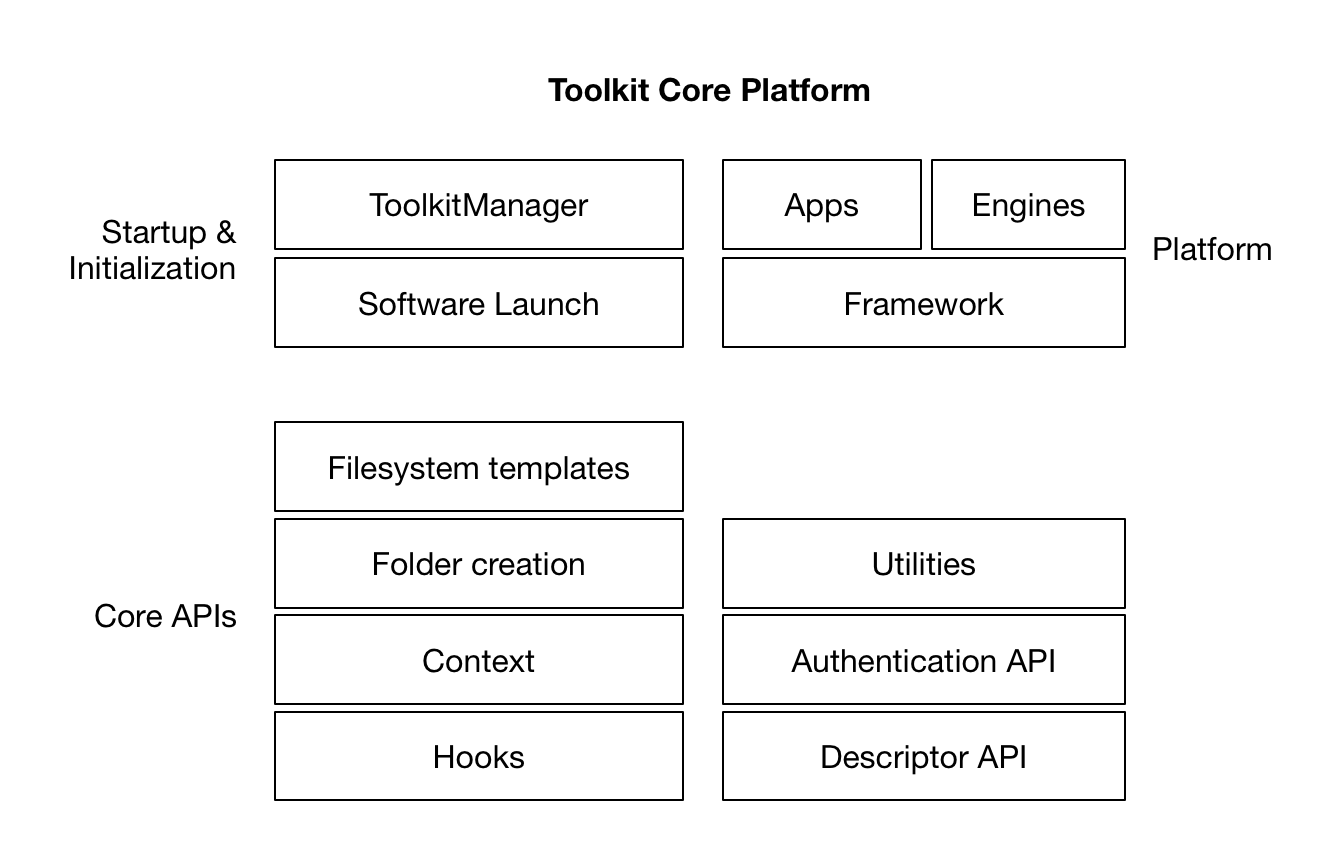 Toolkit Core Platform
Startup &
Initialization
ToolkitManager
Software Launch
Apps
Engines
Framework
Platform
Core APIs
Filesystem templates
Folder creation
Context
Hooks
Utilities
Authentication API
Descriptor API